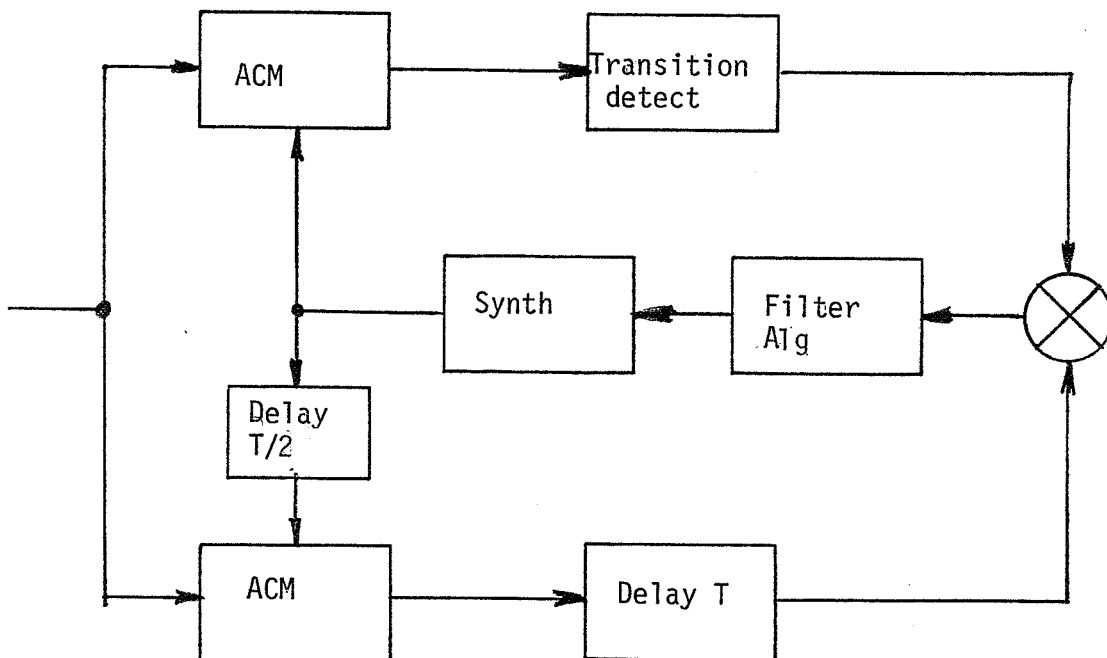 ACM
Transition
detect
Synth
Filter
Alg
Delay
T/2
ACM
Delay T